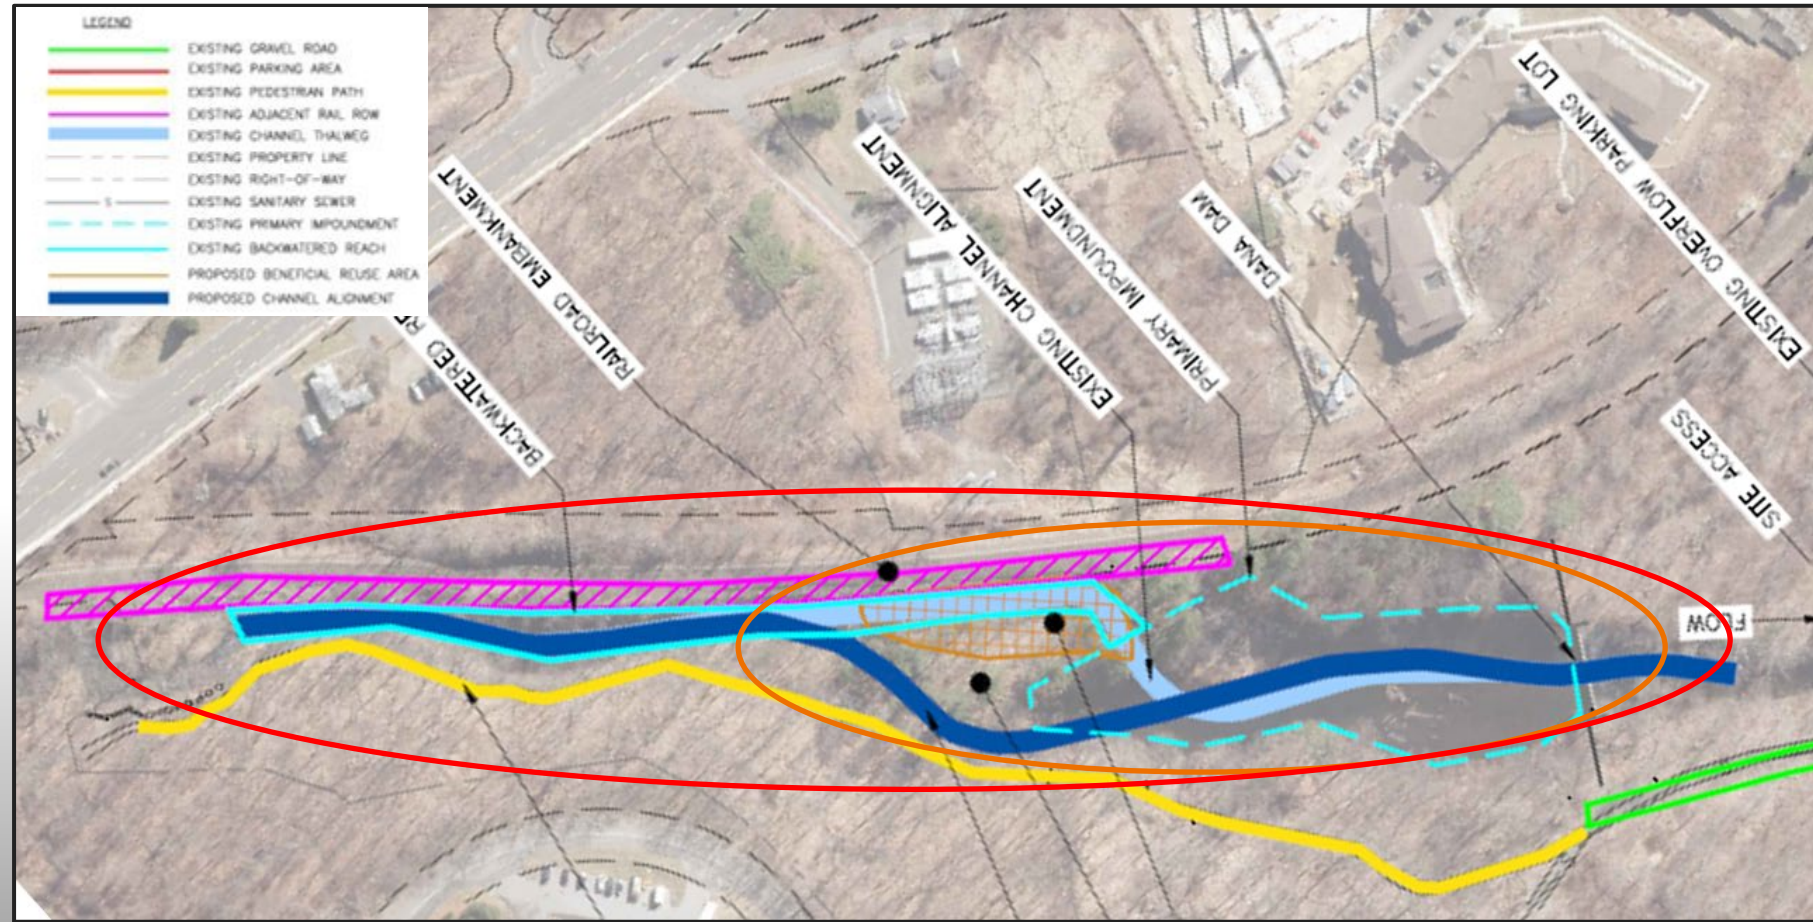 LEGEND
EXISTING GRAVEL ROAD
EXISTING PARKING AREA
EXISTING PEDESTRIAN PATH
EXISTING ADJACENT RAIL ROW
EXISTING CHANNEL THALWEG
EXISTING PROPERTY LINE
EXISTING RIGHT-OF-WAY
S
EXISTING SANITARY SEWER
EXISTING PRIMARY IMPOUNDMENT
EXISTING BACKWATERED REACH
PROPOSED BENEFICIAL REUSE AREA
PROPOSED CHANNEL ALIGNMENT
BACKWATERED RE
RAILROAD EMBANKMENT
EXISTING CHANNEL ALIGNMENT
PRIMARY IMPOUNDMENT
DANA DAM
EXISTING OVERFLOW PARKING LOT
SITE ACCESS
FLOW